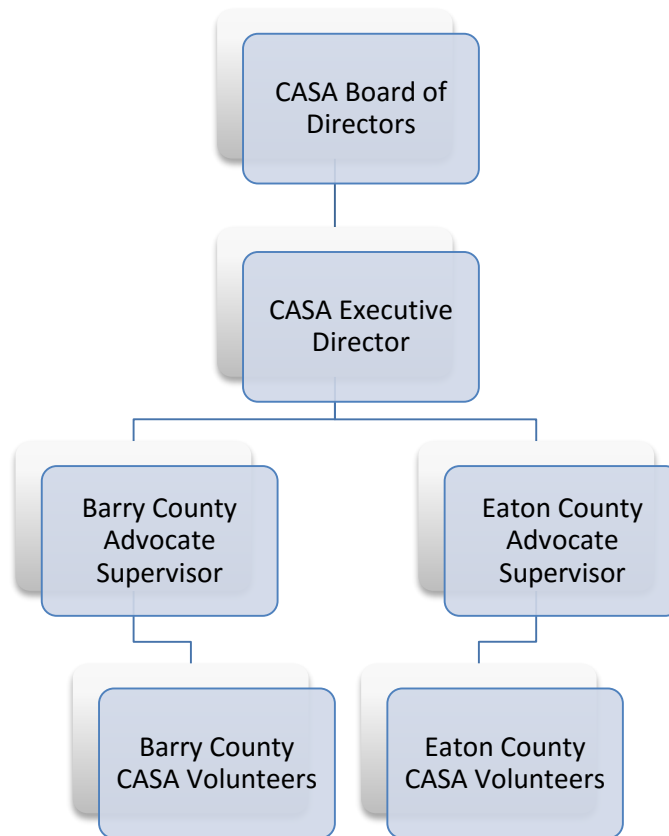 CASA Board of
Directors
CASA Executive
Director
Barry County
Advocate
Supervisor
Eaton County
Advocate
Supervisor
Barry County
CASA Volunteers
Eaton County
CASA Volunteers